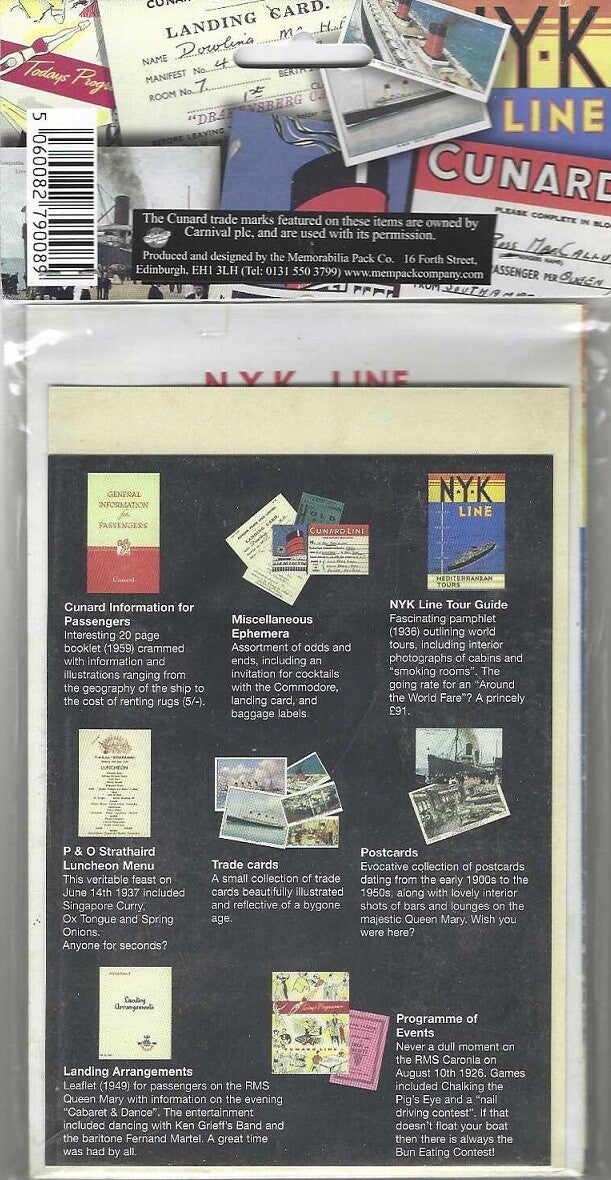 CUNARD
LANDING CARD.
NAME Dowling M
MANIFEST No. 4
BERTH
ROOM No. 7
1st
CL
"DRAKENSBERG CA
BEFORE LEAVING
Todays Prog
N·Y·K
LINE
CUNARD
PLEASE COMPLETE IN BLO
Ross MacCallu
PASSENGER PER Queen
FROM SOUTHAMP
5 060082 790089
The Cunard trade marks featured on these items are owned by
Carnival plc, and are used with its permission.
Produced and designed by the Memorabilia Pack Co. 16 Forth Street,
Edinburgh, EH1 3LH (Tel: 0131 550 3799) www.mempackcompany.com
N.Y.K. LINE
GENERAL
INFORMATION
for
PASSENGERS
Cunard
LANDING CARD.
CUNARD LINE
N·Y·K
LINE
MEDITERRANEAN
TOURS
Cunard Information for
Passengers
Interesting 20 page
booklet (1959) crammed
with information and
illustrations ranging from
the geography of the ship to
the cost of renting rugs (5/-).
Miscellaneous
Ephemera
Assortment of odds and
ends, including an
invitation for cocktails
with the Commodore,
landing card, and
baggage labels.
NYK Line Tour Guide
Fascinating pamphlet
(1936) outlining world
tours, including interior
photographs of cabins and
"smoking rooms". The
going rate for an "Around
the World Fare"? A princely
£91.
LUNCHEON
P & O Strathaird
Luncheon Menu
This veritable feast on
June 14th 1937 included
Singapore Curry,
Ox Tongue and Spring
Onions.
Anyone for seconds?
Trade cards
A small collection of trade
cards beautifully illustrated
and reflective of a bygone
age.
Postcards
Evocative collection of postcards
dating from the early 1900s to the
1950s, along with lovely interior
shots of bars and lounges on the
majestic Queen Mary. Wish you
were here?
Landing
Arrangements
Landing Arrangements
Leaflet (1949) for passengers on the RMS
Queen Mary with information on the evening
"Cabaret & Dance". The entertainment
included dancing with Ken Grieff's Band and
the baritone Fernand Martel. A great time
was had by all.
Programme of
Events
Never a dull moment on
the RMS Caronia on
August 10th 1926. Games
included Chalking the
Pig's Eye and a "nail
driving contest". If that
doesn't float your boat
then there is always the
Bun Eating Contest!